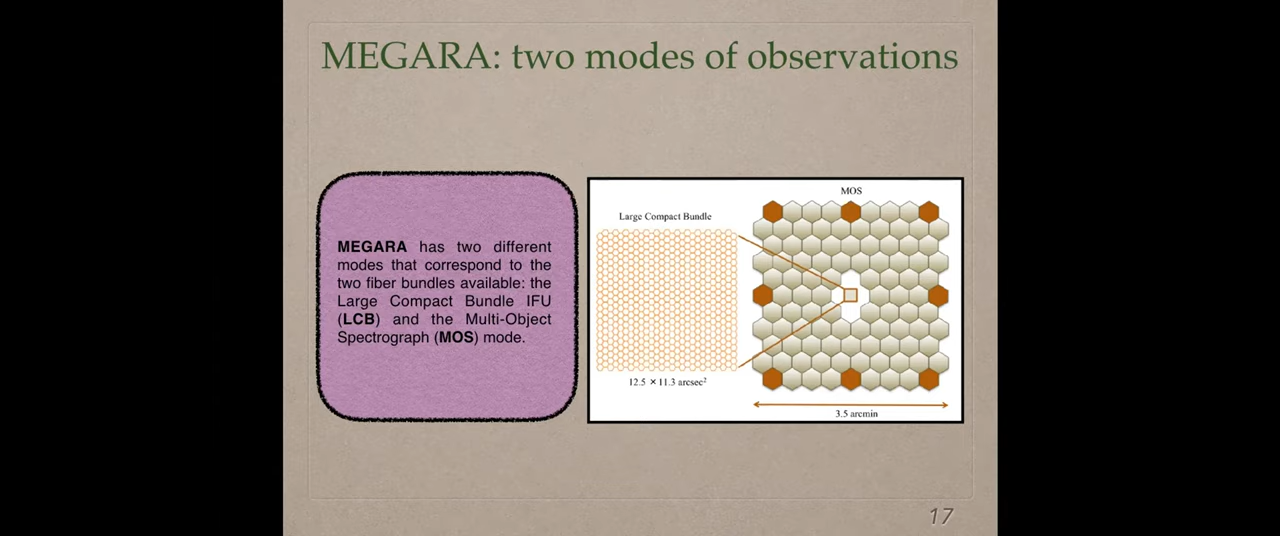 MEGARA: two modes of observations
MEGARA has two different
modes that correspond to the
two fiber bundles available: the
Large Compact Bundle IFU
(LCB) and the Multi-Object
Spectrograph (MOS) mode.
Large Compact Bundle
12.5 × 11.3 arcsec²
MOS
3.5 arcmin
17